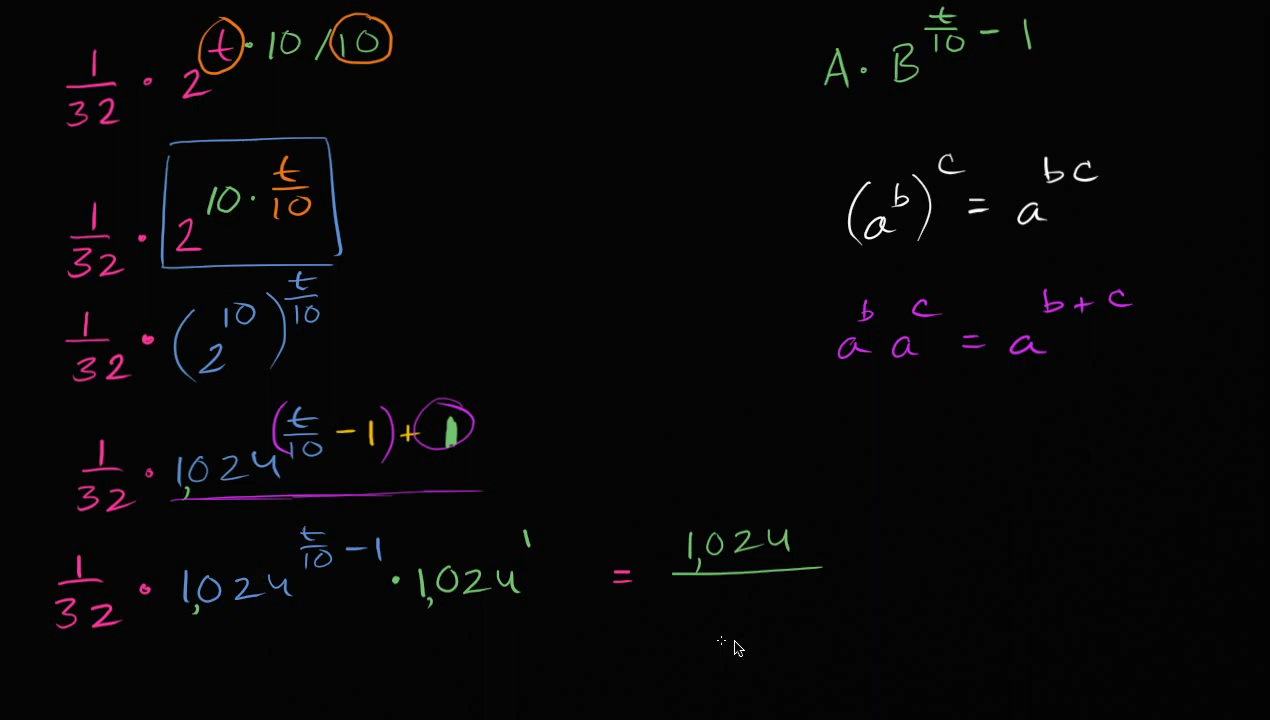 1/32 · 2^(t · 10/10)
A · B^(t/10 − 1)
1/32 · 2^(10 · t/10)
(a^b)^c = a^(bc)
1/32 · (2^10)^(t/10)
a^b a^c = a^(b+c)
1/32 · 1,024^((t/10 − 1) + 1)
1/32 · 1,024^(t/10 − 1) · 1,024^1 = 1,024